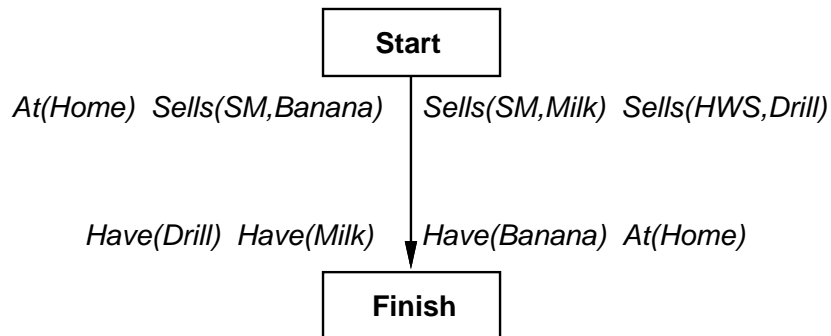 Start
At(Home) Sells(SM,Banana) Sells(SM,Milk) Sells(HWS,Drill)
Have(Drill) Have(Milk) Have(Banana) At(Home)
Finish